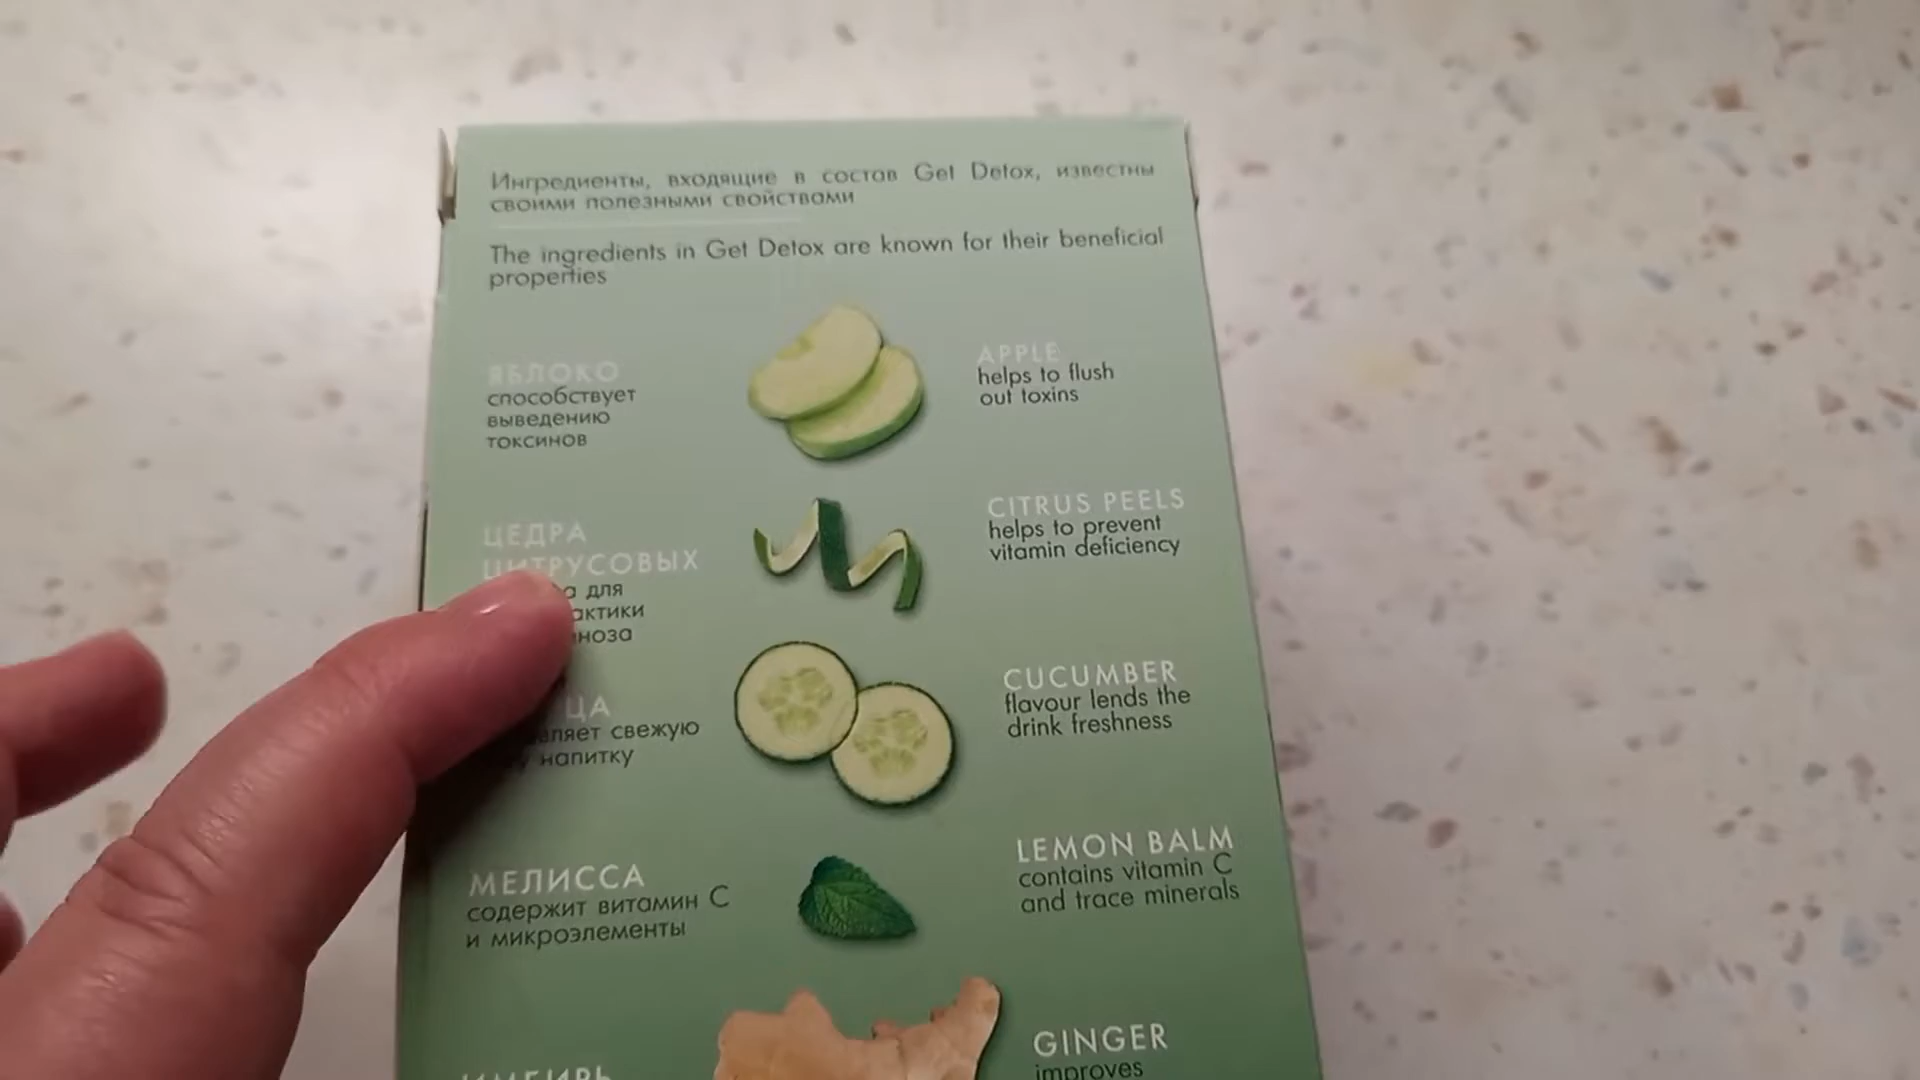 Ингредиенты, входящие в состав Get Detox, известны
своими полезными свойствами
The ingredients in Get Detox are known for their beneficial
properties
ЯБЛОКО
способствует
выведению
токсинов
APPLE
helps to flush
out toxins
ЦЕДРА
ЦИТРУСОВЫХ
для
CITRUS PEELS
helps to prevent
vitamin deficiency
свежую
напитку
CUCUMBER
flavour lends the
drink freshness
МЕЛИССА
содержит витамин С
и микроэлементы
LEMON BALM
contains vitamin C
and trace minerals
ИМБИРЬ
GINGER
improves